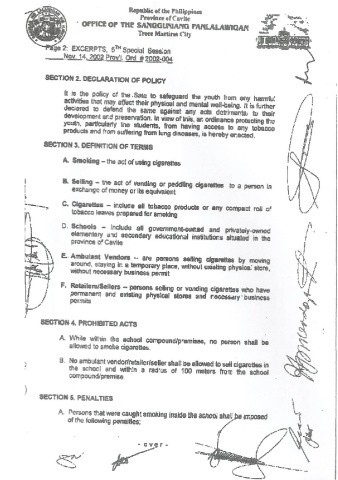 Republic of the Philippines
Province of Cavite
OFFICE OF THE SANGGUNIANG PANLALAWIGAN
Trece Martires City
Page 2: EXCERPTS, 5TH Special Session
Nov. 14, 2002 Prov'l. Ord # 2002-004
SECTION 2. DECLARATION OF POLICY
It is the policy of the State to safeguard the youth from any harmful
activities that may affect their physical and mental well-being. It is further
declared to defend the same against any acts detrimental to their
development and preservation. In view of this, an ordinance protecting the
youth, particularly the students, from having access to any tobacco
products and from suffering from lung diseases, is hereby enacted.
SECTION 3. DEFINITION OF TERMS
A. Smoking – the act of using cigarettes
B. Selling – the act of vending or peddling cigarettes to a person in
exchange of money or its equivalent
C. Cigarettes – include all tobacco products or any compact roll of
tobacco leaves prepared for smoking
D. Schools – include all government-owned and privately-owned
elementary and secondary educational institutions situated in the
province of Cavite
E. Ambulant Vendors – are persons selling cigarettes by moving
around, staying in a temporary place, without existing physical store,
without necessary business permit
F. Retailers/Sellers – persons selling or vending cigarettes who have
permanent and existing physical stores and necessary business
permits
SECTION 4. PROHIBITED ACTS
A. While within the school compound/premise, no person shall be
allowed to smoke cigarettes.
B. No ambulant vendor/retailer/seller shall be allowed to sell cigarettes in
the school and within a radius of 100 meters from the school
compound/premise
SECTION 5. PENALTIES
A. Persons that were caught smoking inside the school shall be imposed
of the following penalties:
- over -